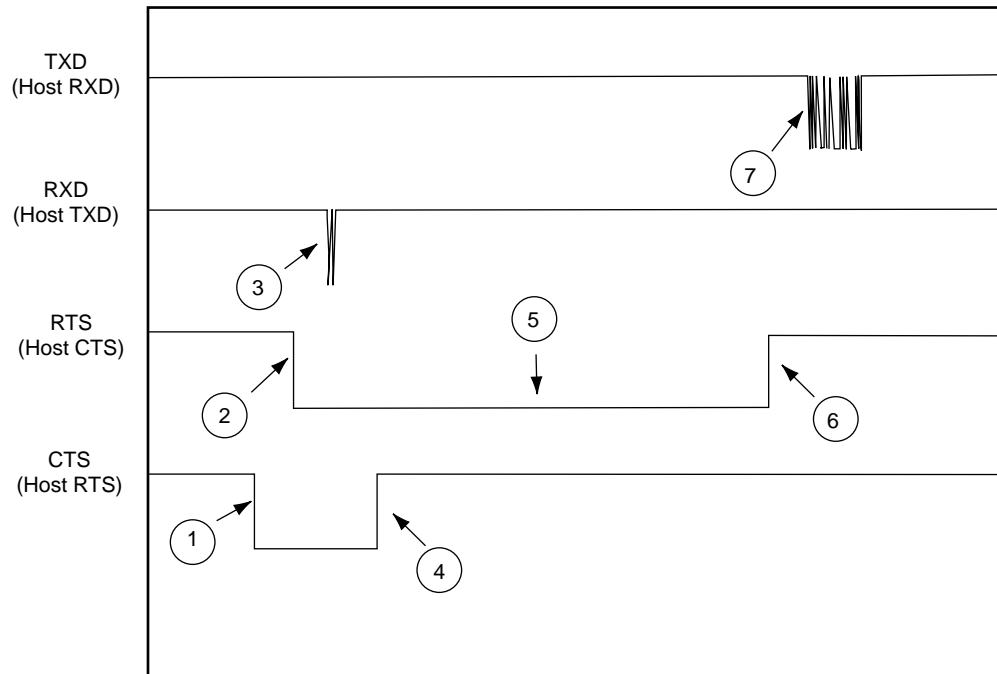 TXD
(Host RXD)
7
RXD
(Host TXD)
3
RTS
(Host CTS)
5
2
6
CTS
(Host RTS)
1
4